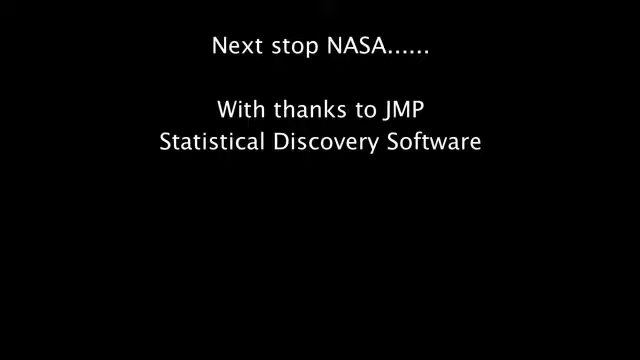 Next stop NASA......
With thanks to JMP
Statistical Discovery Software